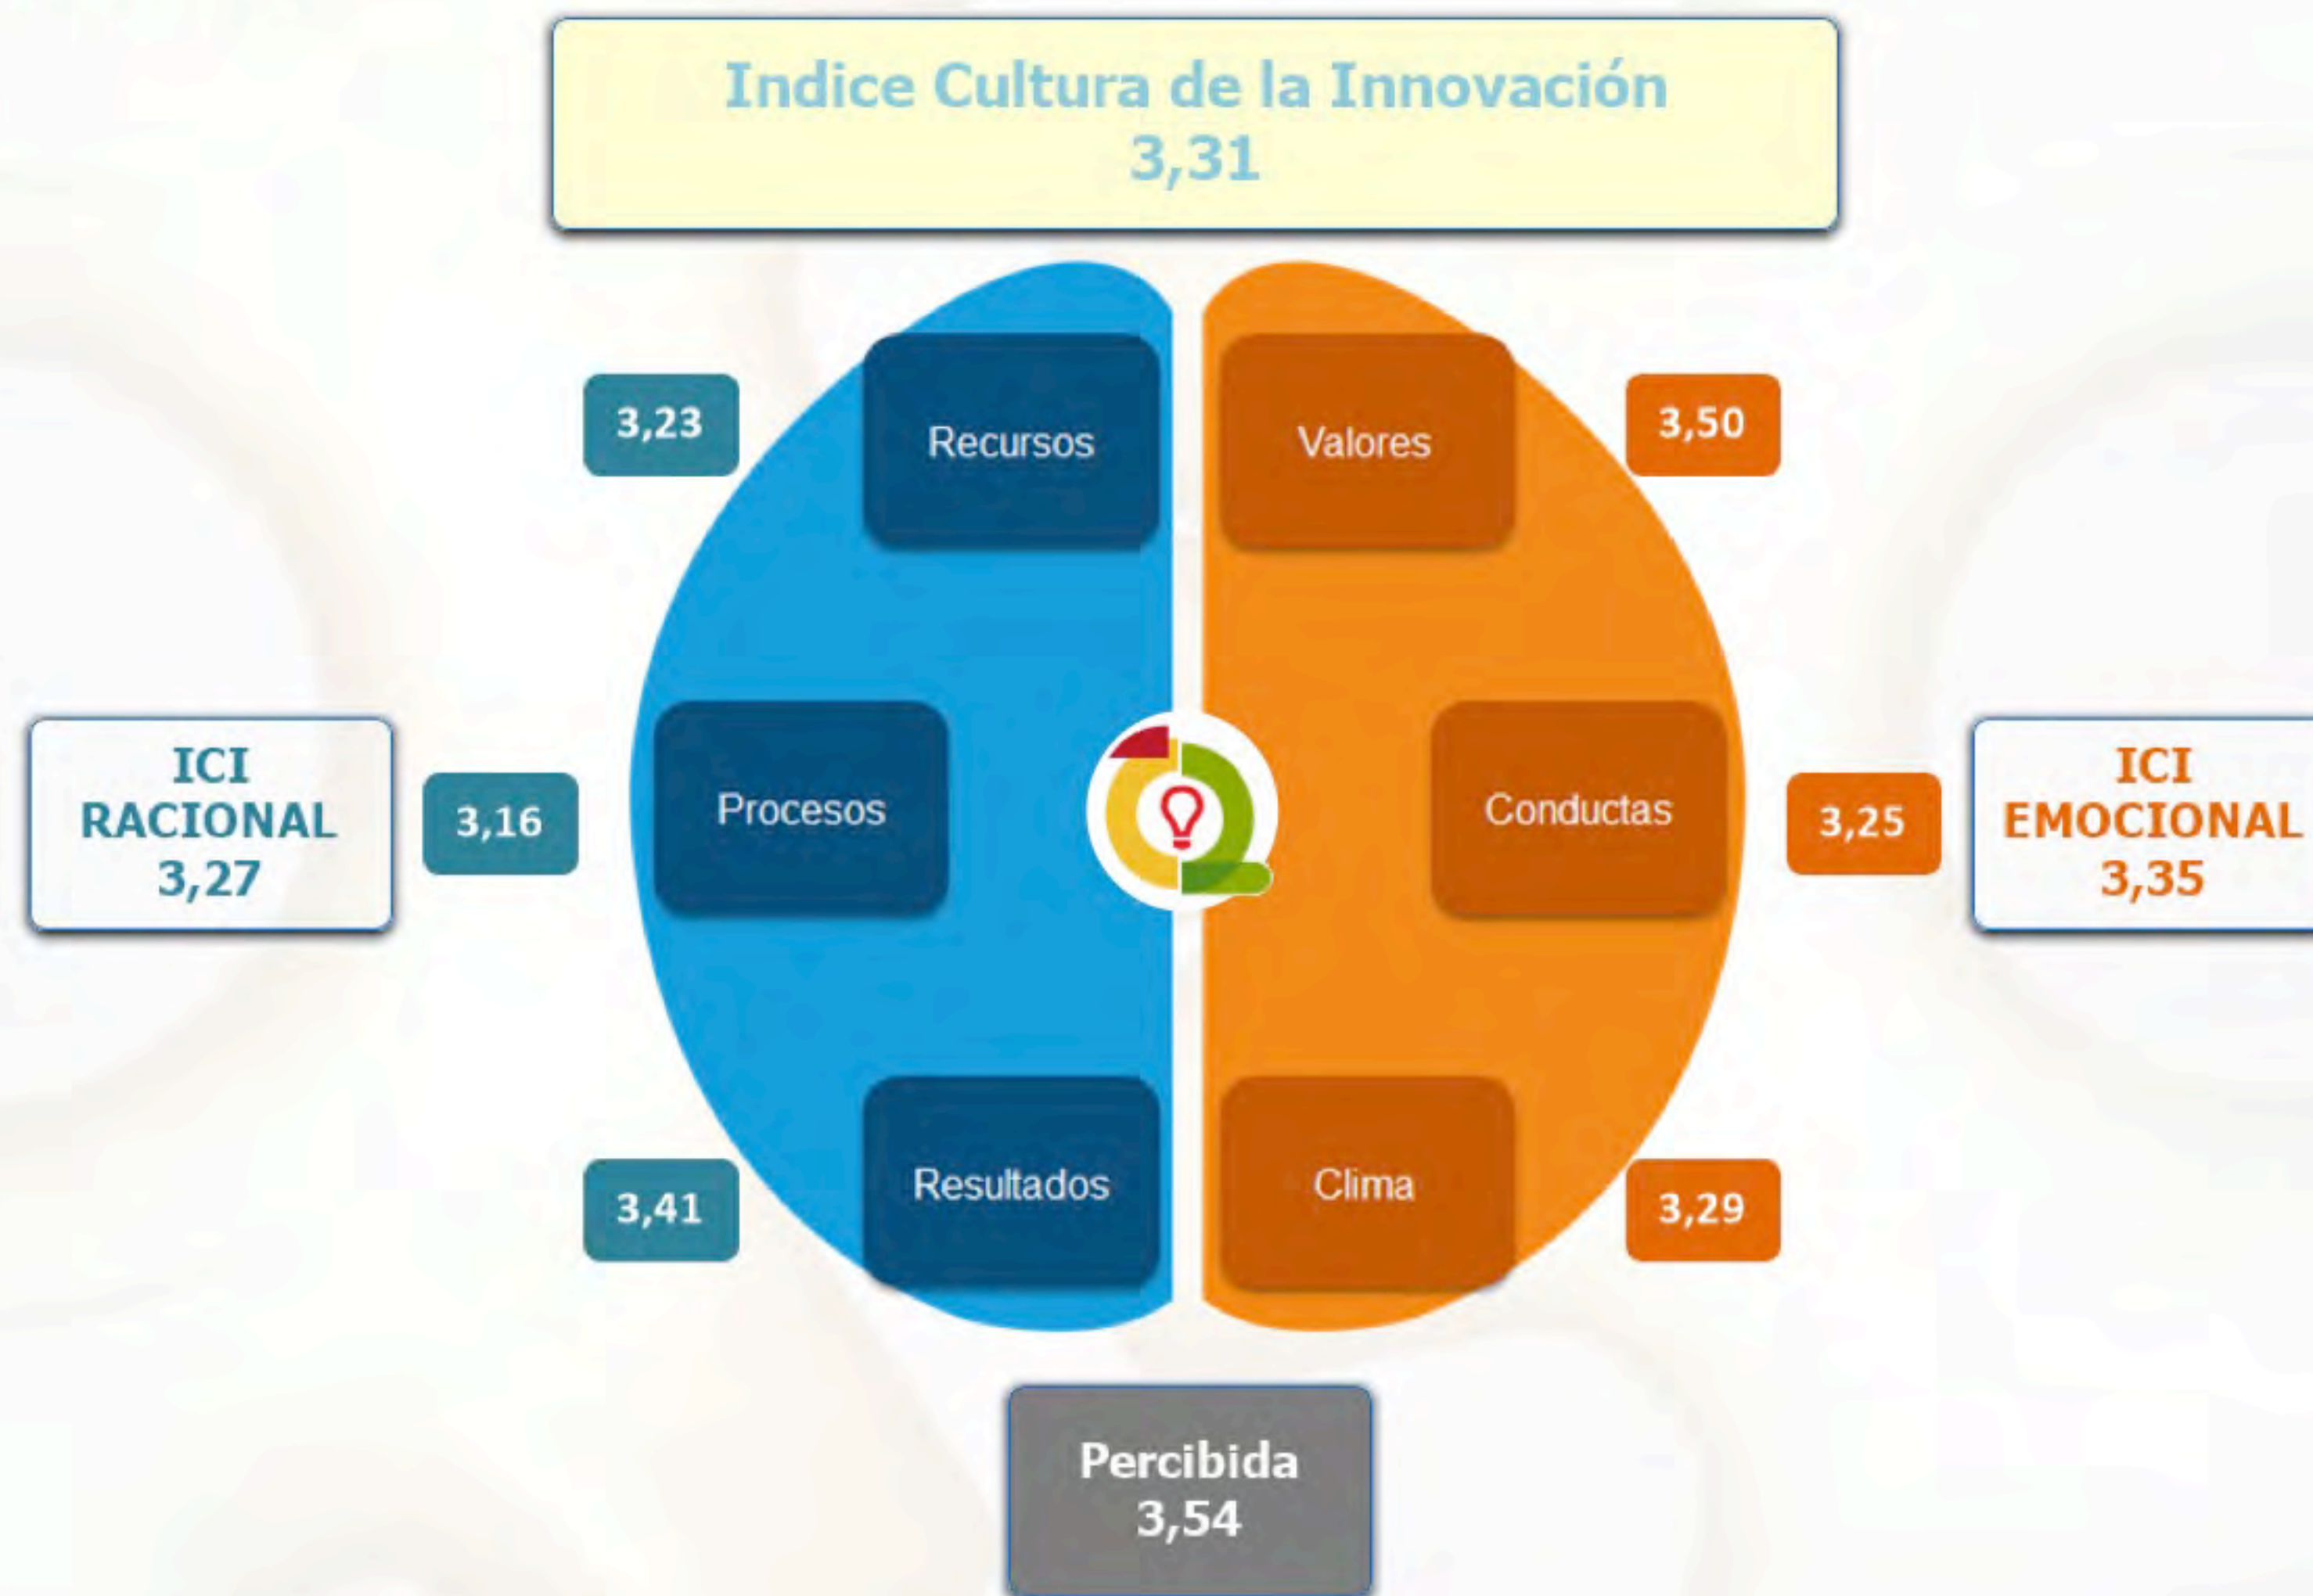 Indice Cultura de la Innovación
3,31
3,23
Recursos
Valores
3,50
ICI
RACIONAL
3,27
3,16
Procesos
Conductas
3,25
ICI
EMOCIONAL
3,35
3,41
Resultados
Clima
3,29
Percibida
3,54